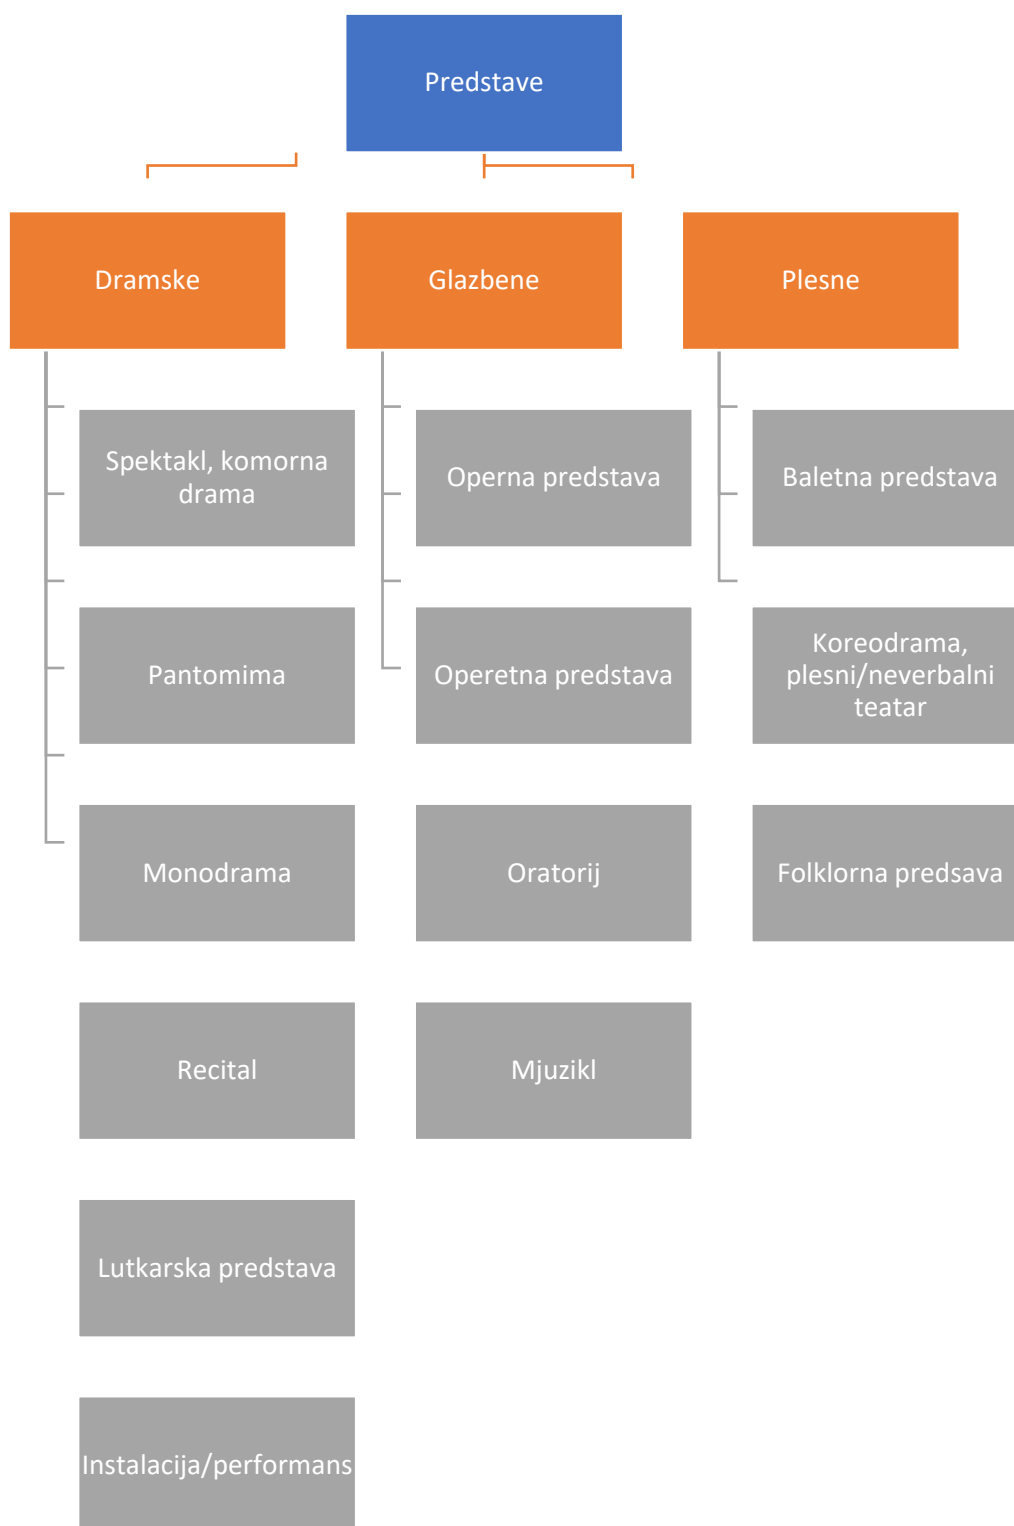 Predstave
Dramske
Glazbene
Plesne
Spektakl, komorna
drama
Operna predstava
Baletna predstava
Pantomima
Operetna predstava
Koreodrama,
plesni/neverbalni
teatar
Monodrama
Oratorij
Folklorna predsava
Recital
Mjuzikl
Lutkarska predstava
Instalacija/performans